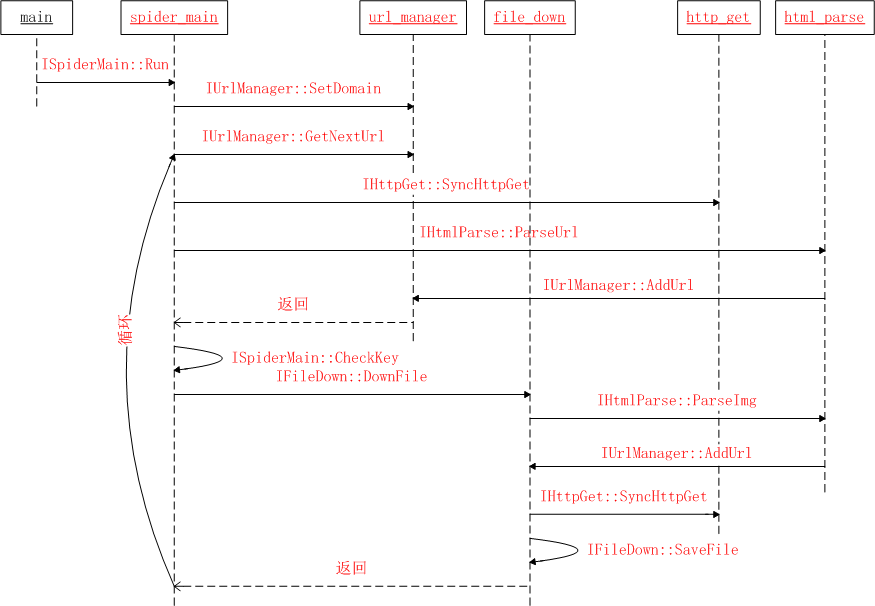 main
spider_main
url_manager
file_down
http_get
html_parse
ISpiderMain::Run
IUrlManager::SetDomain
IUrlManager::GetNextUrl
IHttpGet::SyncHttpGet
IHtmlParse::ParseUrl
IUrlManager::AddUrl
返回
循环
ISpiderMain::CheckKey
IFileDown::DownFile
IHtmlParse::ParseImg
IUrlManager::AddUrl
IHttpGet::SyncHttpGet
IFileDown::SaveFile
返回